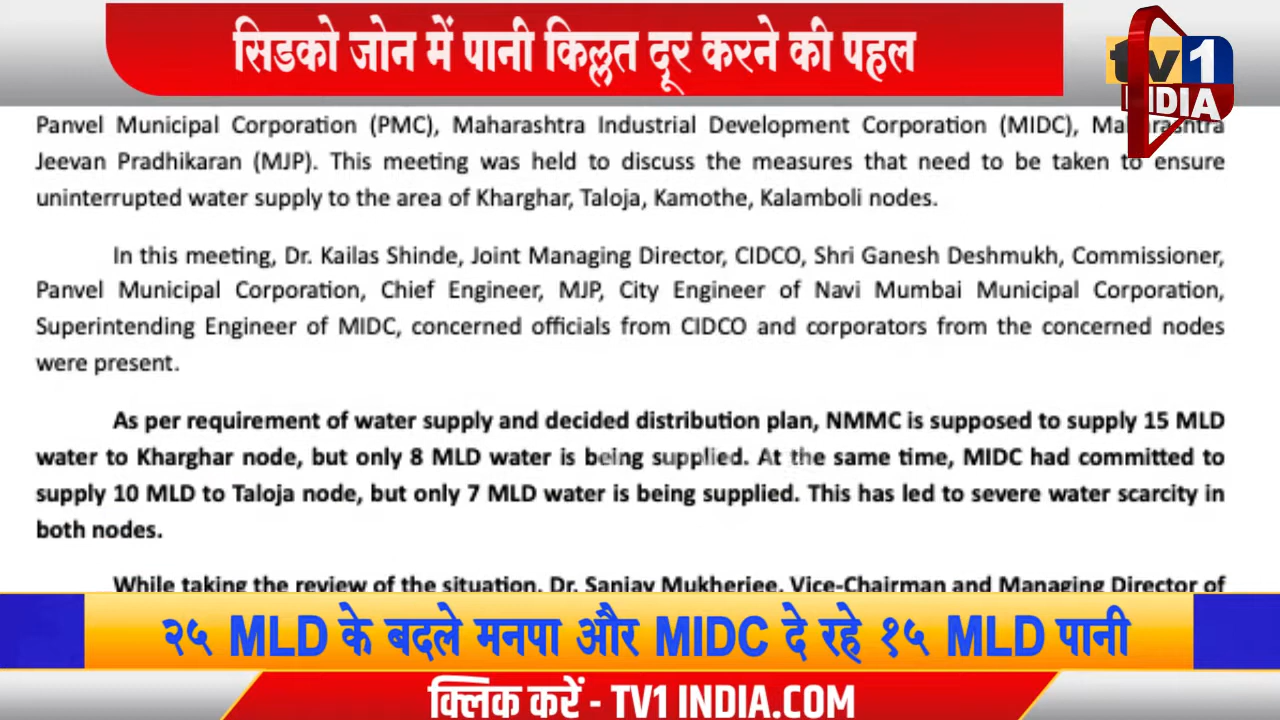 सिडको जोन में पानी किल्लत दूर करने की पहल
tv1
INDIA
Panvel Municipal Corporation (PMC), Maharashtra Industrial Development Corporation (MIDC), Maharashtra
Jeevan Pradhikaran (MJP). This meeting was held to discuss the measures that need to be taken to ensure
uninterrupted water supply to the area of Kharghar, Taloja, Kamothe, Kalamboli nodes.
In this meeting, Dr. Kailas Shinde, Joint Managing Director, CIDCO, Shri Ganesh Deshmukh, Commissioner,
Panvel Municipal Corporation, Chief Engineer, MJP, City Engineer of Navi Mumbai Municipal Corporation,
Superintending Engineer of MIDC, concerned officials from CIDCO and corporators from the concerned nodes
were present.
As per requirement of water supply and decided distribution plan, NMMC is supposed to supply 15 MLD
water to Kharghar node, but only 8 MLD water is being supplied. At the same time, MIDC had committed to
supply 10 MLD to Taloja node, but only 7 MLD water is being supplied. This has led to severe water scarcity in
both nodes.
While taking the review of the situation, Dr. Sanjay Mukherjee, Vice-Chairman and Managing Director of
२५ MLD के बदले मनपा और MIDC दे रहे १५ MLD पानी
क्लिक करें - TV1 INDIA.COM